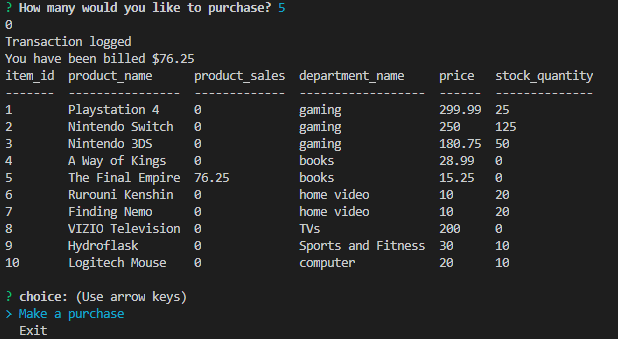 ? How many would you like to purchase? 5
0
Transaction logged
You have been billed $76.25
item_id  product_name    product_sales  department_name     price   stock_quantity
-------  --------------  -------------  ------------------  ------  --------------
1        Playstation 4   0              gaming              299.99  25
2        Nintendo Switch  0              gaming              250     125
3        Nintendo 3DS    0              gaming              180.75  50
4        A Way of Kings  0              books               28.99   0
5        The Final Empire  76.25          books               15.25   0
6        Rurouni Kenshin  0              home video          10      20
7        Finding Nemo    0              home video          10      20
8        VIZIO Television  0              TVs                 200     0
9        Hydroflask      0              Sports and Fitness  30      10
10       Logitech Mouse  0              computer            20      10
? choice: (Use arrow keys)
> Make a purchase
  Exit